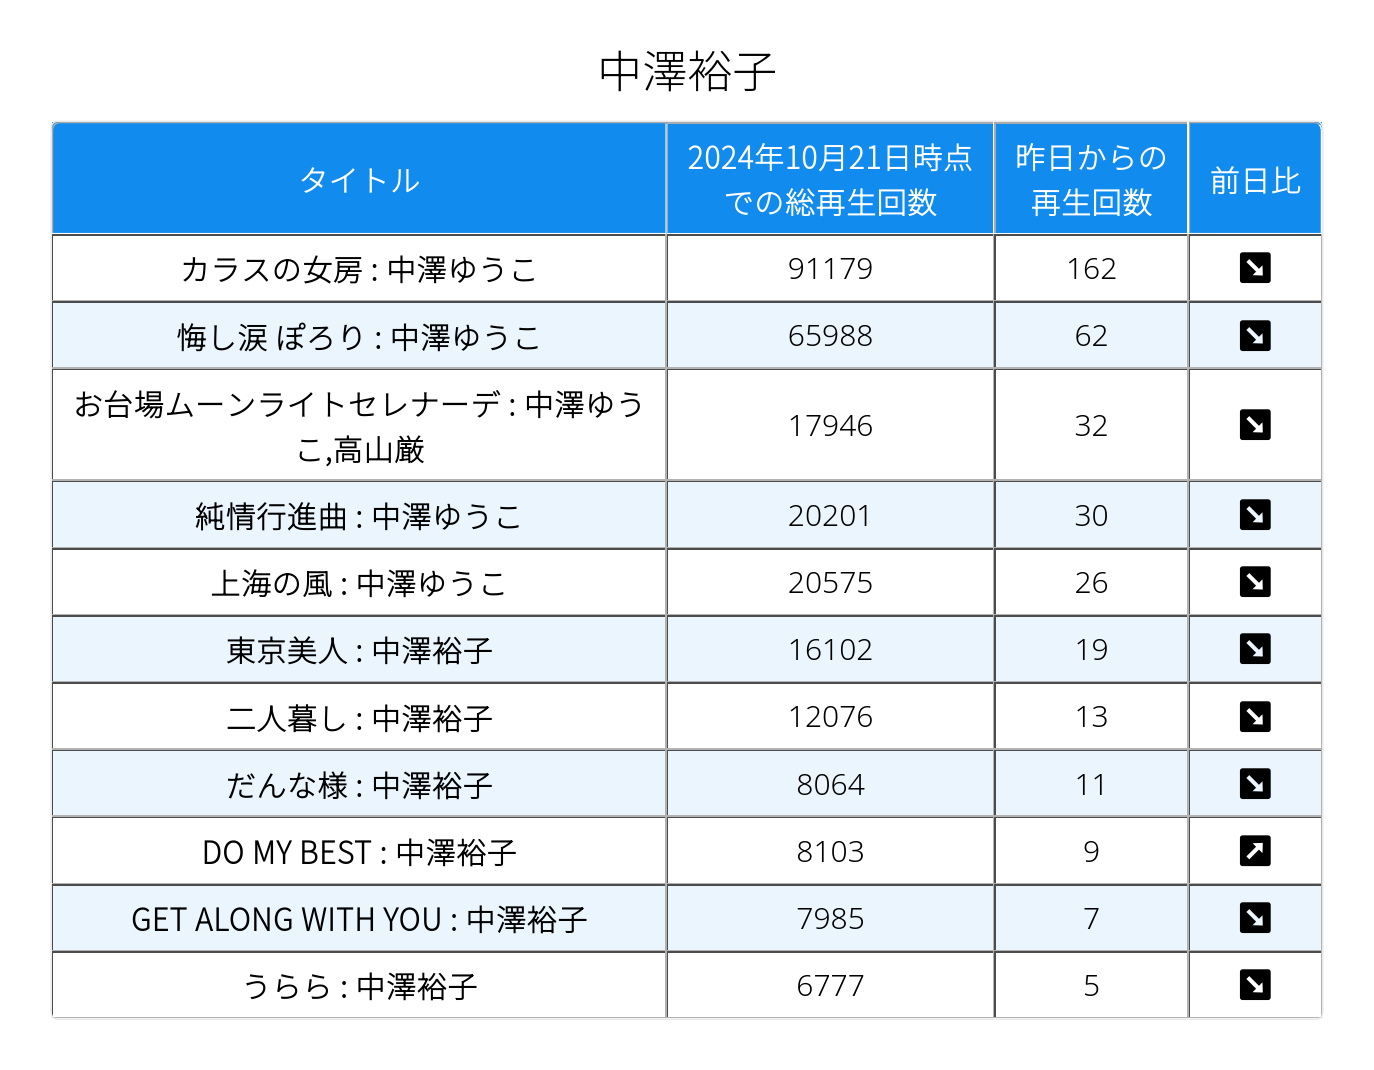 中澤裕子
タイトル
2024年10月21日時点
での総再生回数
昨日からの
再生回数
前日比
カラスの女房 : 中澤ゆうこ 91179 162 ↘
悔し涙 ぽろり : 中澤ゆうこ 65988 62 ↘
お台場ムーンライトセレナーデ : 中澤ゆう
こ,高山厳 17946 32 ↘
純情行進曲 : 中澤ゆうこ 20201 30 ↘
上海の風 : 中澤ゆうこ 20575 26 ↘
東京美人 : 中澤裕子 16102 19 ↘
二人暮し : 中澤裕子 12076 13 ↘
だんな様 : 中澤裕子 8064 11 ↘
DO MY BEST : 中澤裕子 8103 9 ↗
GET ALONG WITH YOU : 中澤裕子 7985 7 ↘
うらら : 中澤裕子 6777 5 ↘